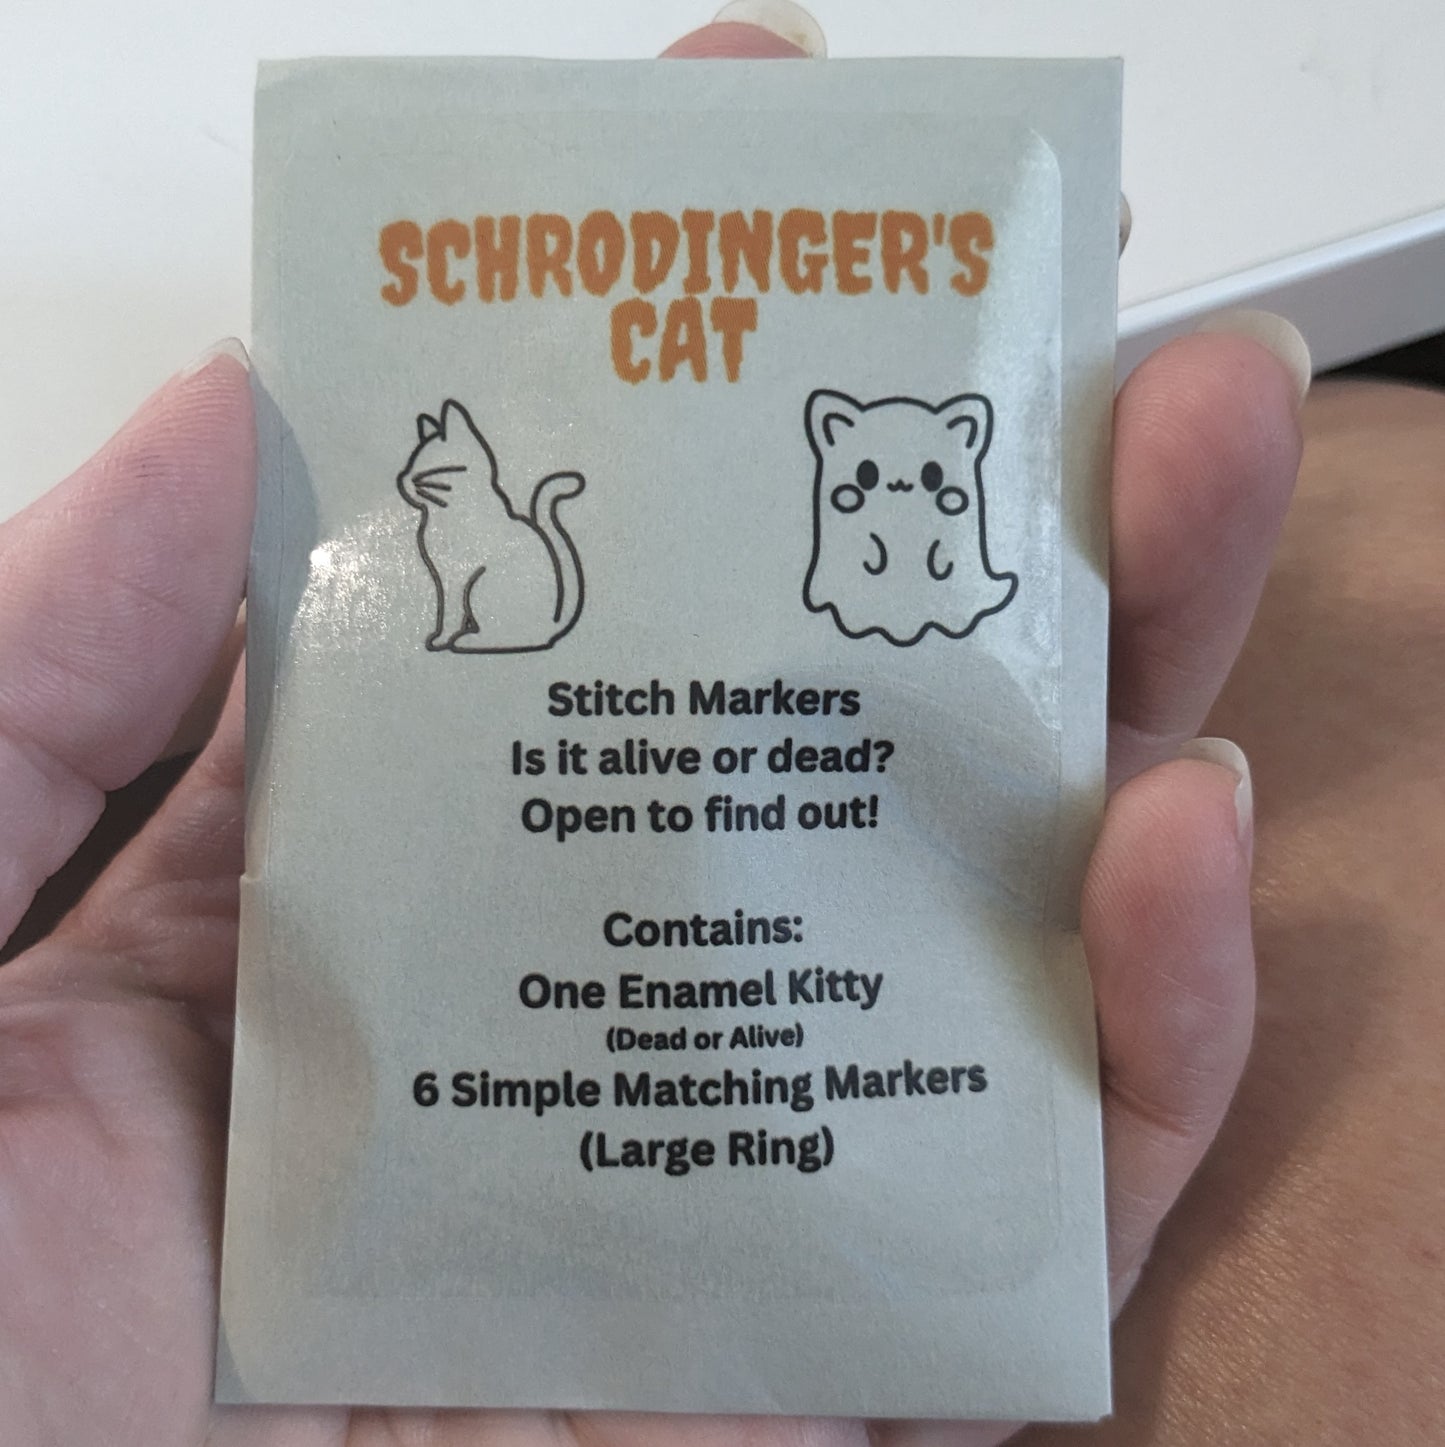 SCHRODINGER'S
CAT
Stitch Markers
Is it alive or dead?
Open to find out!
Contains:
One Enamel Kitty
(Dead or Alive)
6 Simple Matching Markers
(Large Ring)